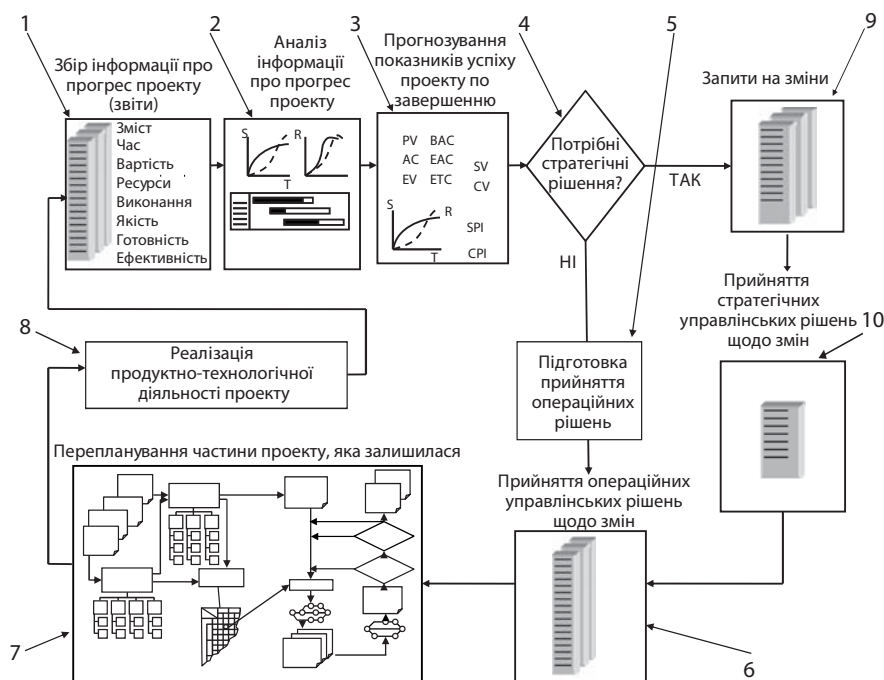 1
2
3
4
5
9
Збір інформації про
прогрес проекту
(звіти)
Аналіз
інформації
про прогрес
проекту
Прогнозування
показників успіху
проекту по
завершенню
Запити на зміни
Зміст
Час
Вартість
Ресурси
Виконання
Якість
Готовність
Ефективність
S
R
T
PV BAC
AC EAC
EV ETC
SV
CV
S
R
T
SPI
CPI
Потрібні
стратегічні
рішення?
ТАК
НІ
Прийняття
стратегічних
управлінських рішень
щодо змін
10
8
Реалізація
продуктно-технологічної
діяльності проекту
Підготовка
прийняття
операційних
рішень
Перепланування частини проекту, яка залишилася
Прийняття операційних
управлінських рішень
щодо змін
7
6